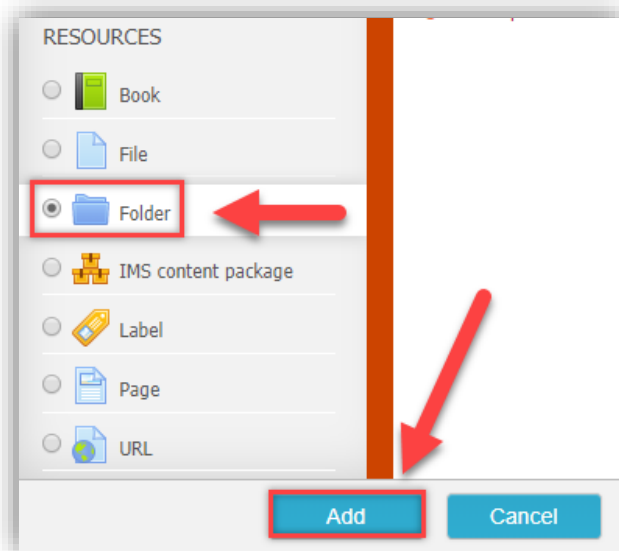 RESOURCES
Book
File
Folder
IMS content package
Label
Page
URL
Add
Cancel